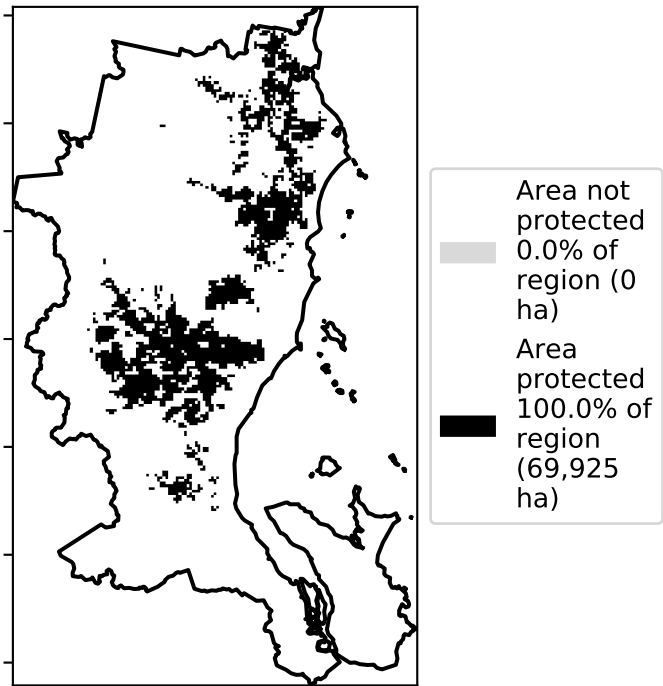 Area not
protected
0.0% of
region (0
ha)
Area
protected
100.0% of
region
(69,925
ha)